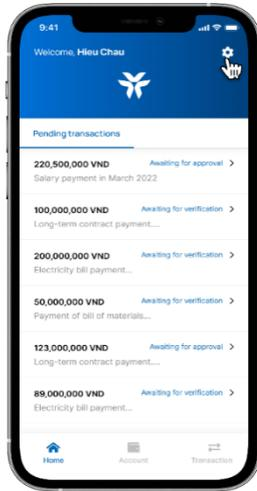 9:41
Welcome, Hieu Chau
Pending transactions
220,500,000 VND Awaiting for approval
Salary payment in March 2022
100,000,000 VND Awaiting for verification
Long-term contract payment....
200,000,000 VND Awaiting for verification
Electricity bill payment...
50,000,000 VND Awaiting for verification
Payment of bill of materials...
123,000,000 VND Awaiting for approval
Long-term contract payment....
89,000,000 VND Awaiting for verification
Electricity bill payment...
Home Account Transaction